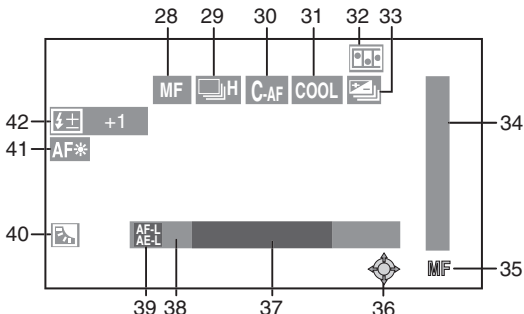 28 29 30 31 32 33
MF H C-AF COOL
42 +1
41 AF
34
40 AF-L
AE-L
MF 35
39 38 37 36